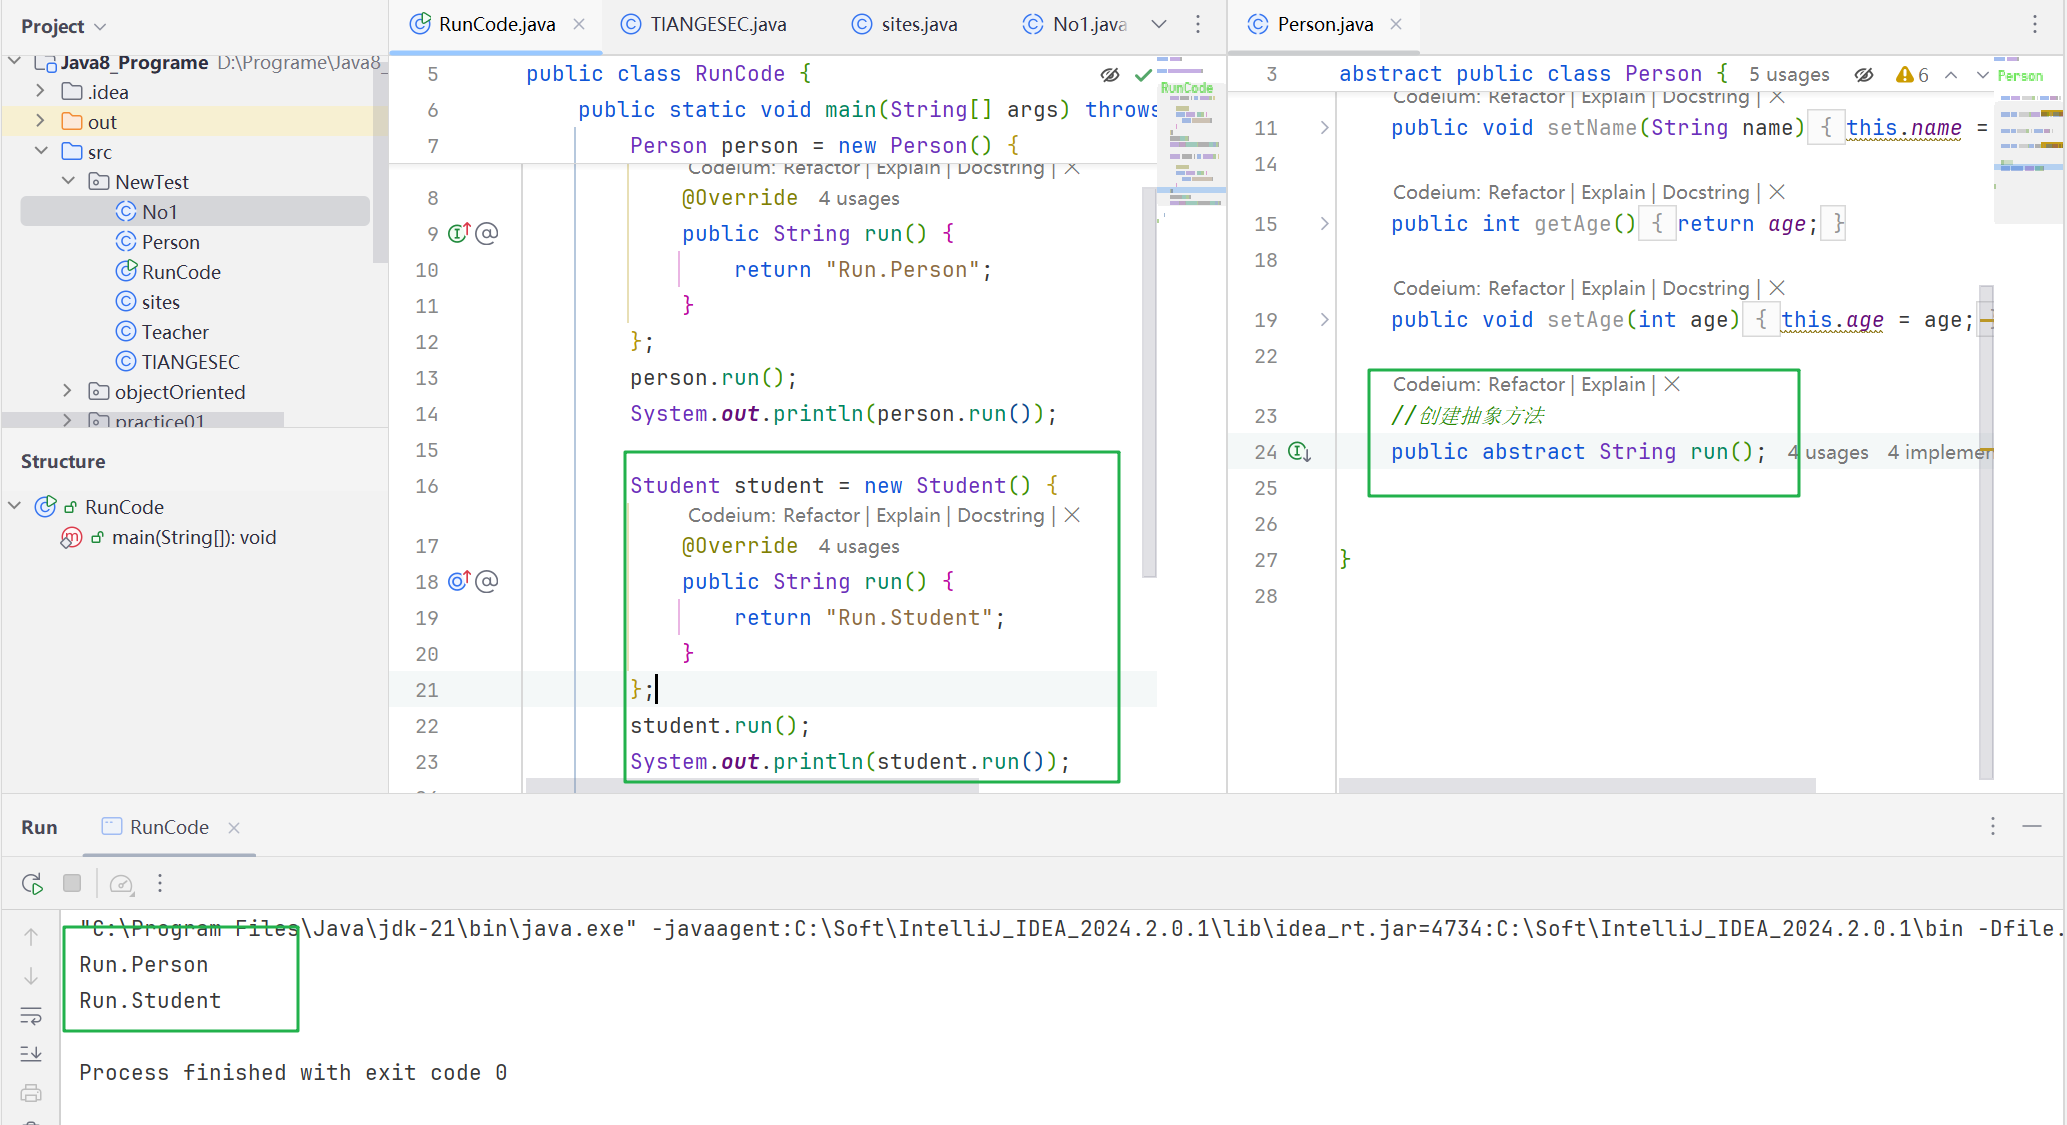 Project
RunCode.java
TIANGESEC.java
sites.java
No1.java
Person.java
Java8_Programe D:\Programe\Java8_
.idea
out
src
NewTest
No1
Person
RunCode
sites
Teacher
TIANGESEC
objectOriented
practice01
Structure
RunCode
main(String[]): void
5 public class RunCode {
6 public static void main(String[] args) throws
7 Person person = new Person() {
Codeium: Refactor | Explain | Docstring | ×
8 @Override 4 usages
9 public String run() {
10 return "Run.Person";
11 }
12 };
13 person.run();
14 System.out.println(person.run());
15
16 Student student = new Student() {
Codeium: Refactor | Explain | Docstring | ×
17 @Override 4 usages
18 public String run() {
19 return "Run.Student";
20 }
21 };
22 student.run();
23 System.out.println(student.run());
RunCode
3 abstract public class Person { 5 usages
6
Person
Codeium: Refactor | Explain | Docstring | ×
11 public void setName(String name) { this.name =
14
Codeium: Refactor | Explain | Docstring | ×
15 public int getAge() { return age; }
18
Codeium: Refactor | Explain | Docstring | ×
19 public void setAge(int age) { this.age = age; }
22
Codeium: Refactor | Explain | ×
23 //创建抽象方法
24 public abstract String run(); 4 usages 4 implemen
25
26
27 }
28
Run
RunCode
"C:\Program Files\Java\jdk-21\bin\java.exe" -javaagent:C:\Soft\IntelliJ_IDEA_2024.2.0.1\lib\idea_rt.jar=4734:C:\Soft\IntelliJ_IDEA_2024.2.0.1\bin -Dfile.
Run.Person
Run.Student
Process finished with exit code 0